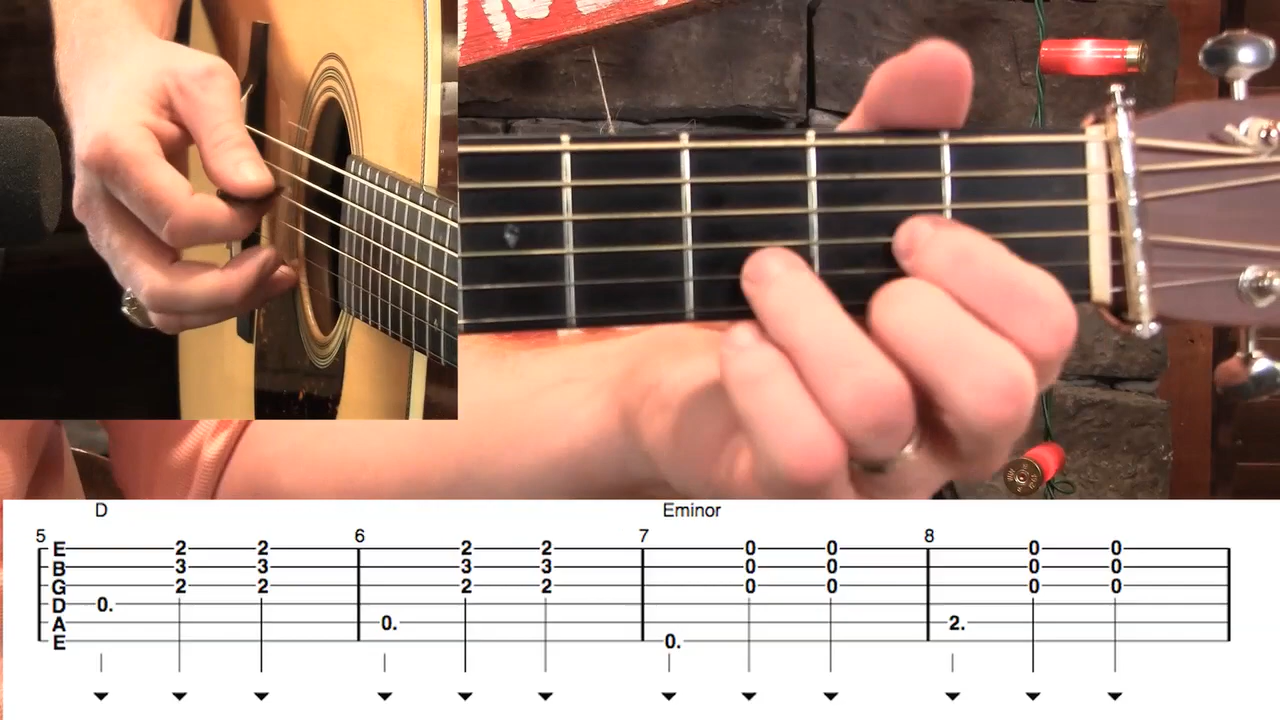 D Eminor
5 6 7 8
E 2 2 2 2 0 0 0 0
B 3 3 3 3 0 0 0 0
G 2 2 2 2 0 0 0 0
D 0.
A 0. 2.
E 0.